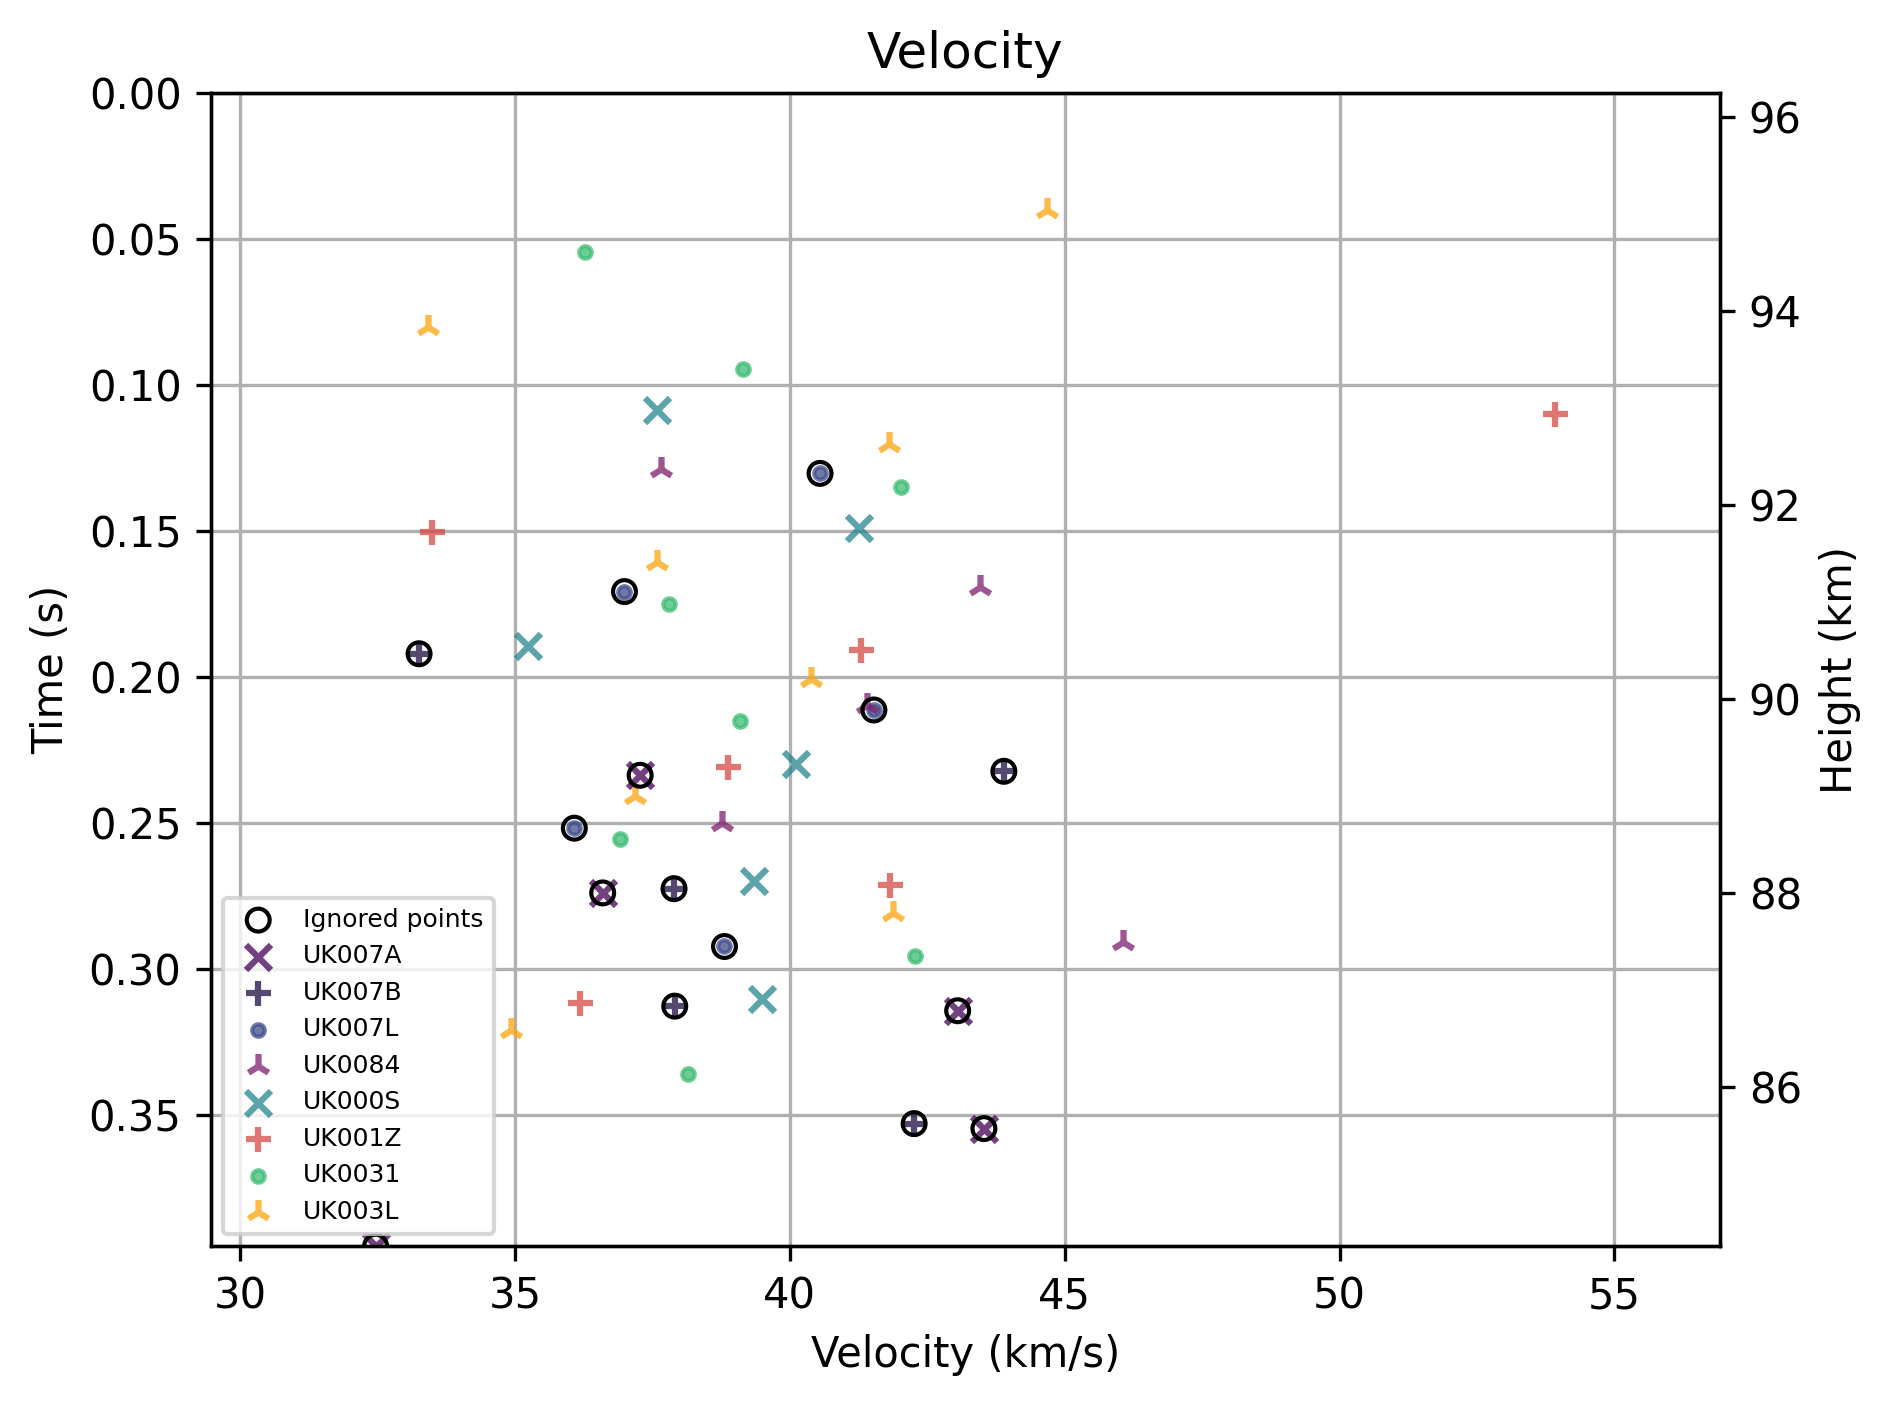 Velocity
0.00
0.05
0.10
0.15
0.20
0.25
0.30
0.35
Time (s)
96
94
92
90
88
86
Height (km)
Ignored points
UK007A
UK007B
UK007L
UK0084
UK000S
UK001Z
UK0031
UK003L
30 35 40 45 50 55
Velocity (km/s)